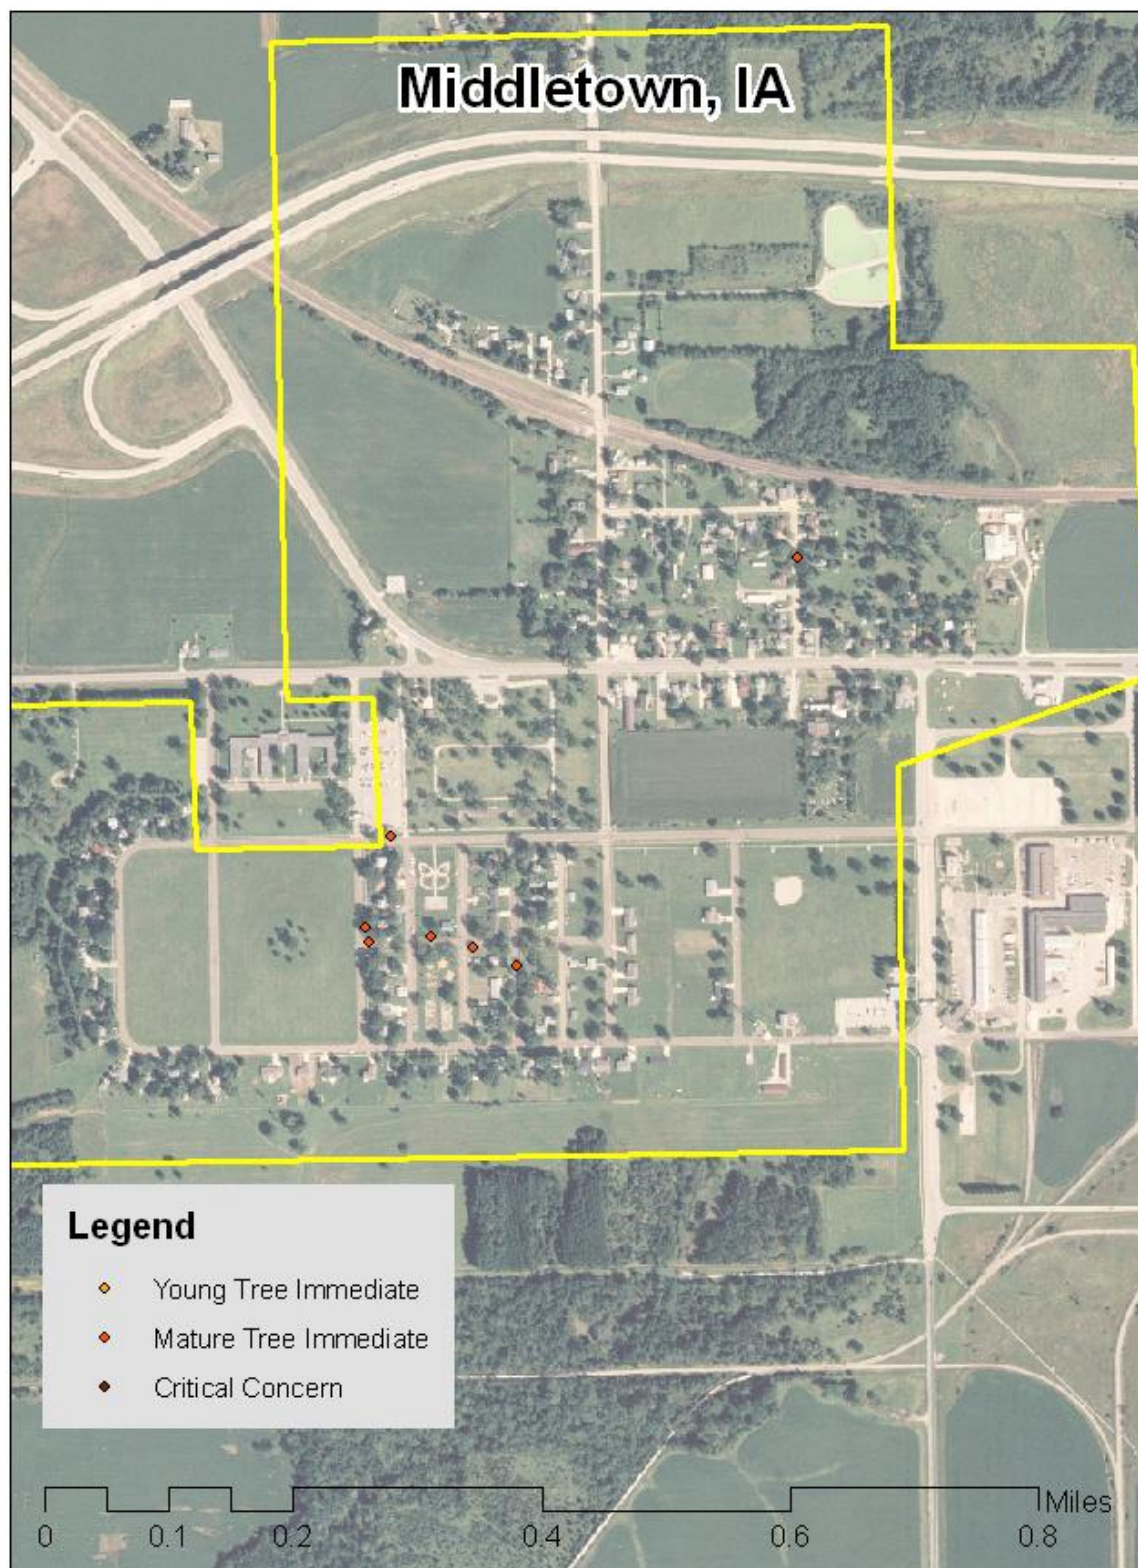 Middletown, IA
Legend
Young Tree Immediate
Mature Tree Immediate
Critical Concern
Miles
0 0.1 0.2 0.4 0.6 0.8